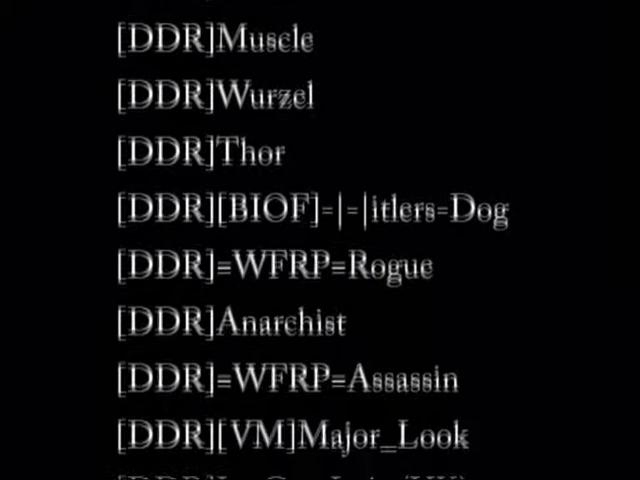 [DDR]Muscle
[DDR]Wurzel
[DDR]Thor
[DDR][BIOF]=|=|itlers=Dog
[DDR]=WFRP=Rogue
[DDR]Anarchist
[DDR]=WFRP=Assassin
[DDR][VM]Major_Look